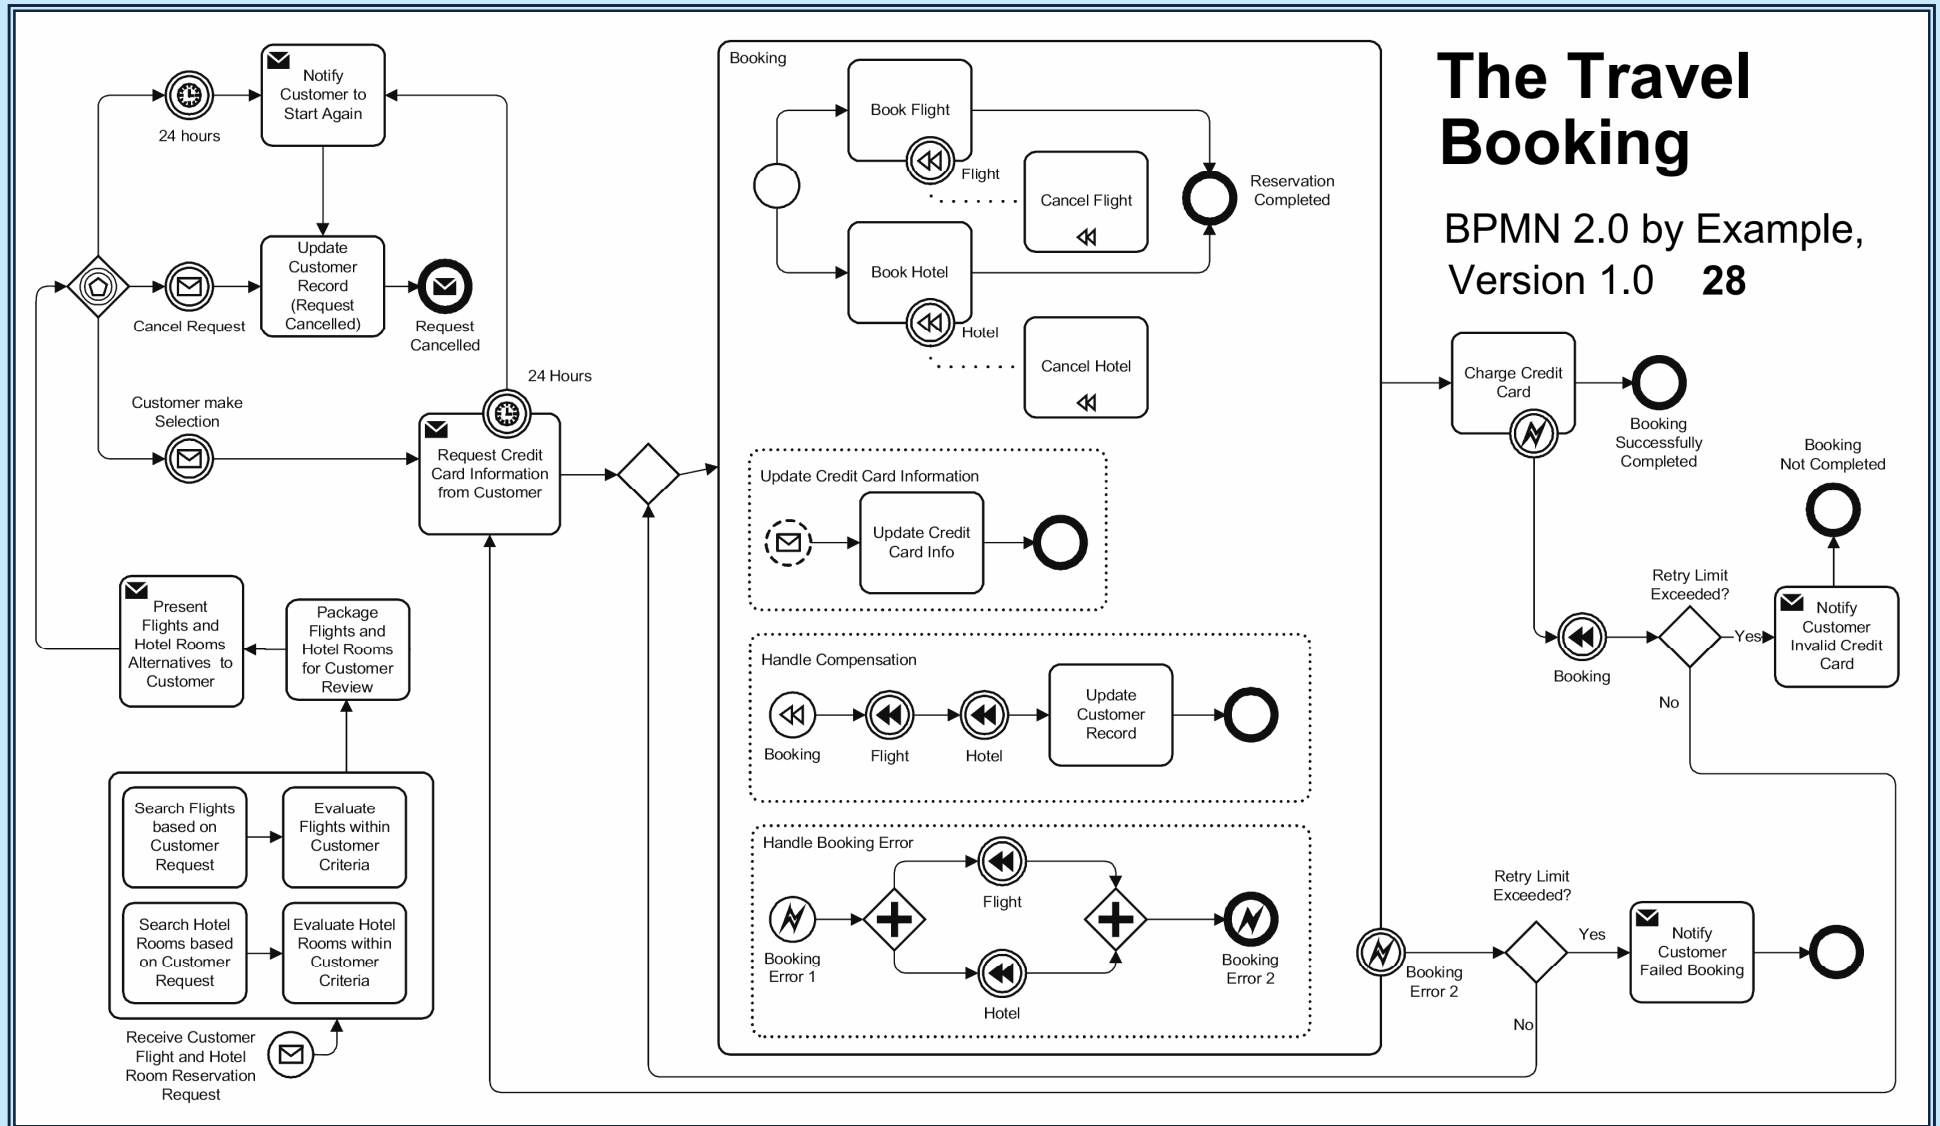 The Travel
Booking
BPMN 2.0 by Example,
Version 1.0 28
24 hours
Notify
Customer to
Start Again
Cancel Request
Update
Customer
Record
(Request
Cancelled)
Request
Cancelled
Customer make
Selection
24 Hours
Request Credit
Card Information
from Customer
Present
Flights and
Hotel Rooms
Alternatives to
Customer
Package
Flights and
Hotel Rooms
for Customer
Review
Search Flights
based on
Customer
Request
Evaluate
Flights within
Customer
Criteria
Search Hotel
Rooms based
on Customer
Request
Evaluate Hotel
Rooms within
Customer
Criteria
Receive Customer
Flight and Hotel
Room Reservation
Request
Booking
Book Flight
Flight
Cancel Flight
Book Hotel
Hotel
Cancel Hotel
Reservation
Completed
Update Credit Card Information
Update Credit
Card Info
Handle Compensation
Booking
Flight
Hotel
Update
Customer
Record
Handle Booking Error
Booking
Error 1
Flight
Hotel
Booking
Error 2
Charge Credit
Card
Booking
Successfully
Completed
Booking
Not Completed
Booking
Retry Limit
Exceeded?
Yes
No
Notify
Customer
Invalid Credit
Card
Booking
Error 2
Retry Limit
Exceeded?
Yes
No
Notify
Customer
Failed Booking